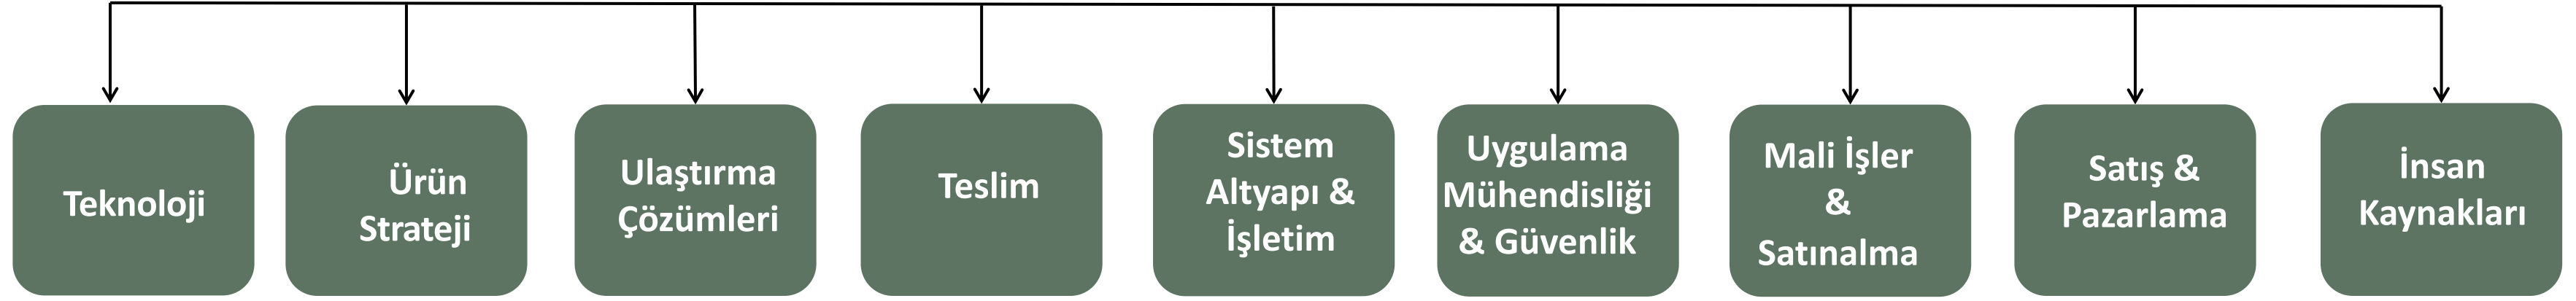 Teknoloji
Ürün
Strateji
Ulaştırma
Çözümleri
Teslim
Sistem
Altyapı &
İşletim
Uygulama
Mühendisliği
& Güvenlik
Mali İşler
&
Satınalma
Satış &
Pazarlama
İnsan
Kaynakları